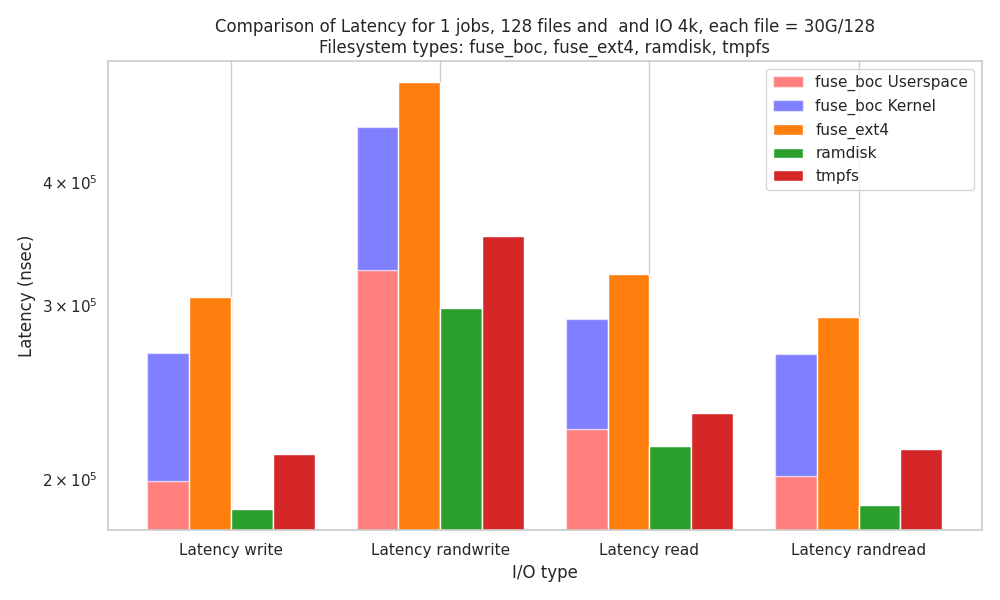 Comparison of Latency for 1 jobs, 128 files and  and IO 4k, each file = 30G/128
Filesystem types: fuse_boc, fuse_ext4, ramdisk, tmpfs
fuse_boc Userspace
fuse_boc Kernel
fuse_ext4
ramdisk
tmpfs
Latency (nsec)
4 × 10⁵
3 × 10⁵
2 × 10⁵
Latency write
Latency randwrite
Latency read
Latency randread
I/O type